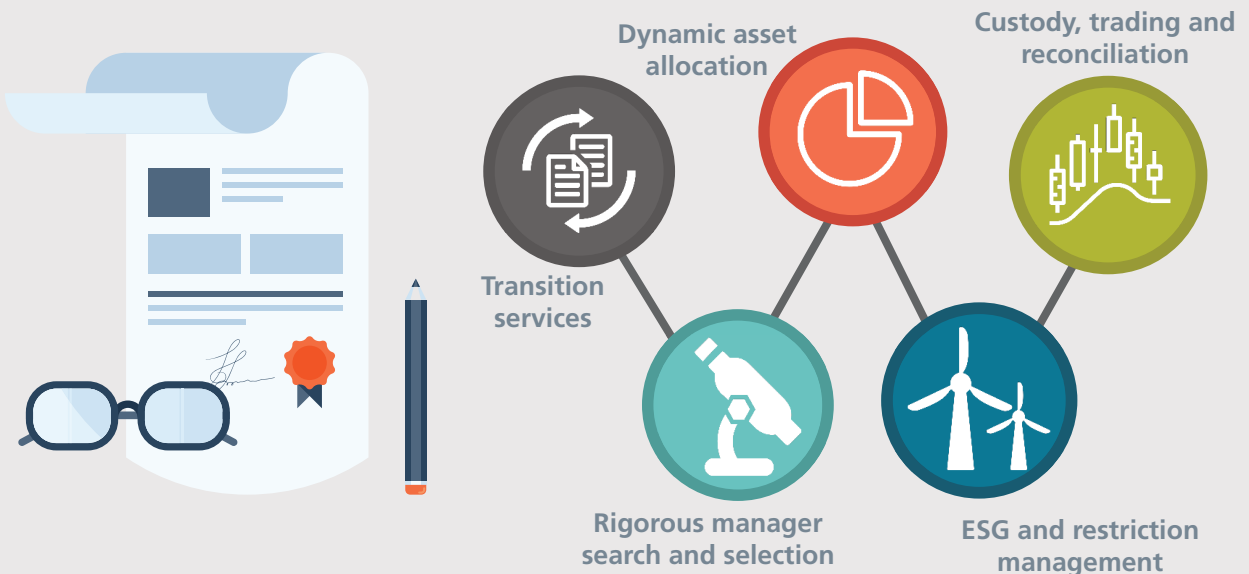 Dynamic asset
allocation
Custody, trading and
reconciliation
Transition
services
Rigorous manager
search and selection
ESG and restriction
management